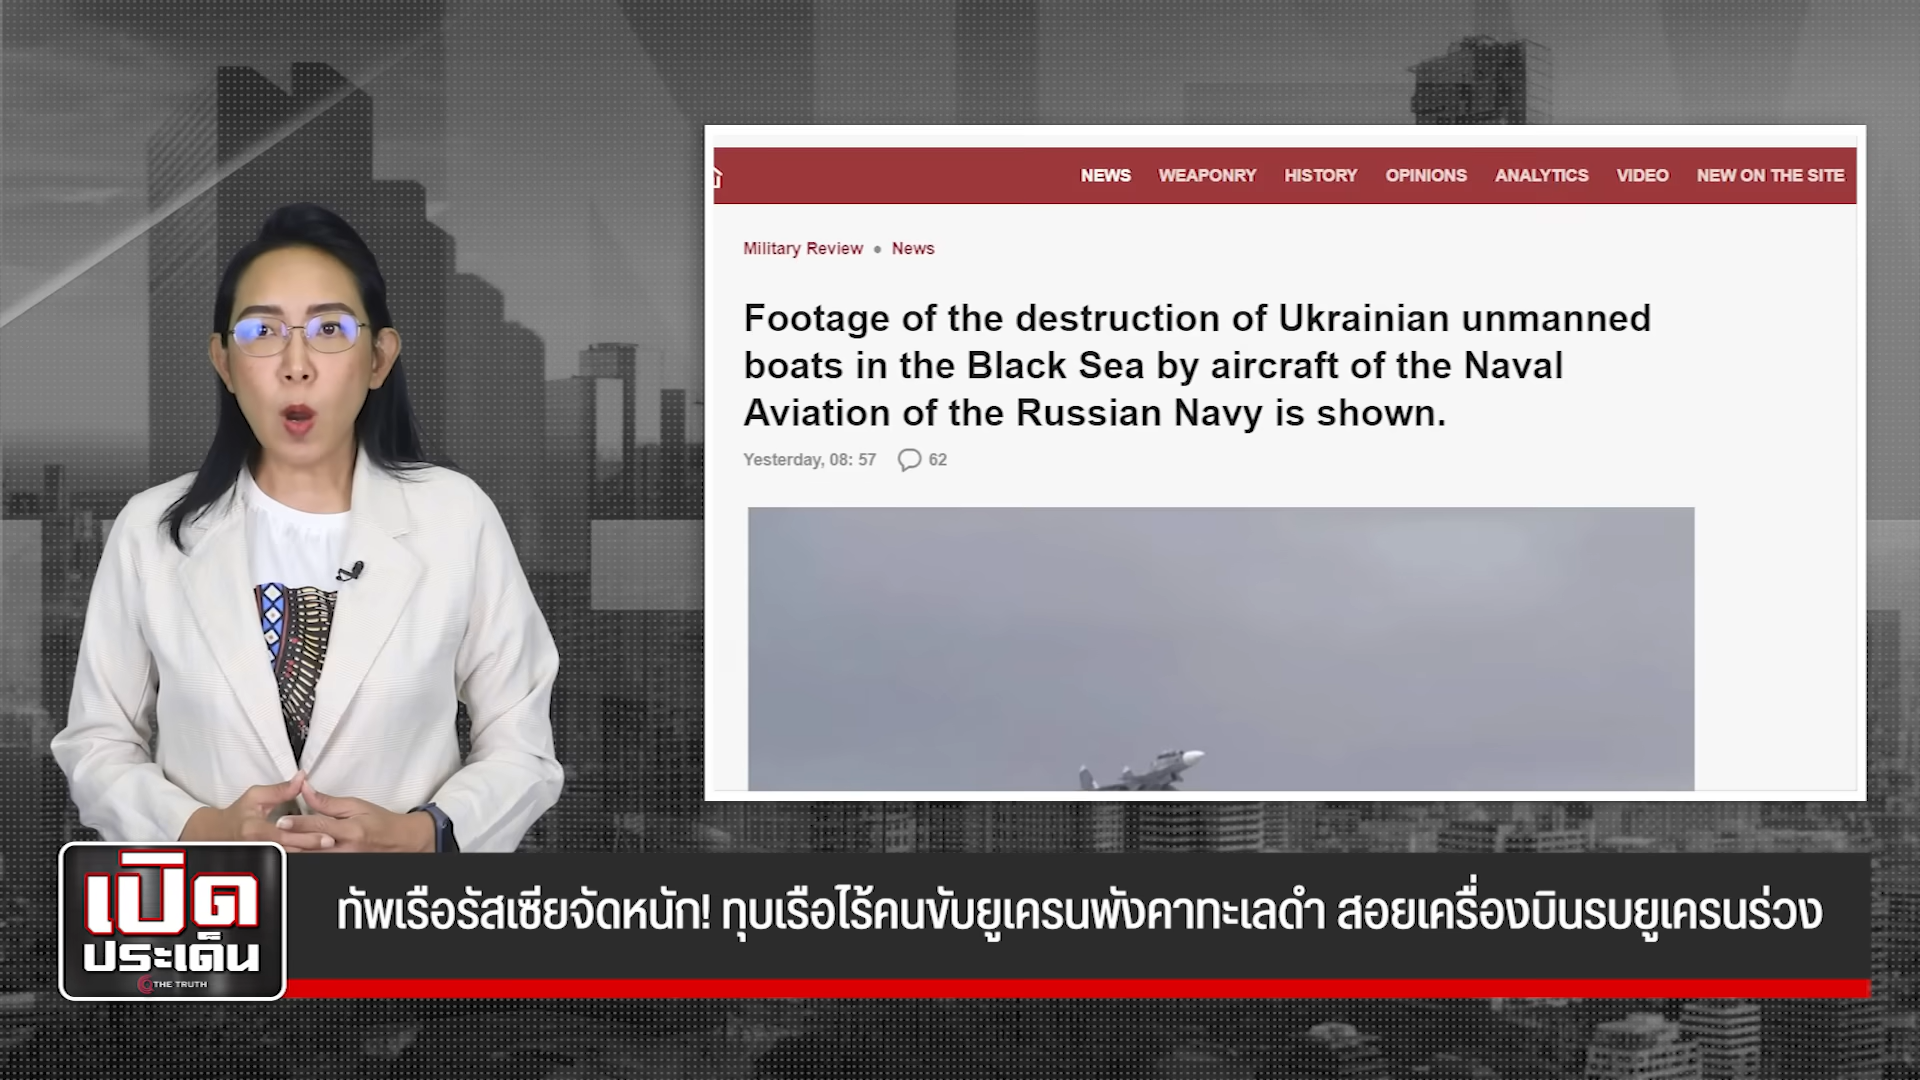 NEWS WEAPONRY HISTORY OPINIONS ANALYTICS VIDEO NEW ON THE SITE
Military Review • News
Footage of the destruction of Ukrainian unmanned
boats in the Black Sea by aircraft of the Naval
Aviation of the Russian Navy is shown.
Yesterday, 08: 57 62
เปิด
ประเด็น
THE TRUTH
ทัพเรือรัสเซียจัดหนัก! ทุบเรือไร้คนขับยูเครนพังคาทะเลดำ สอยเครื่องบินรบยูเครนร่วง